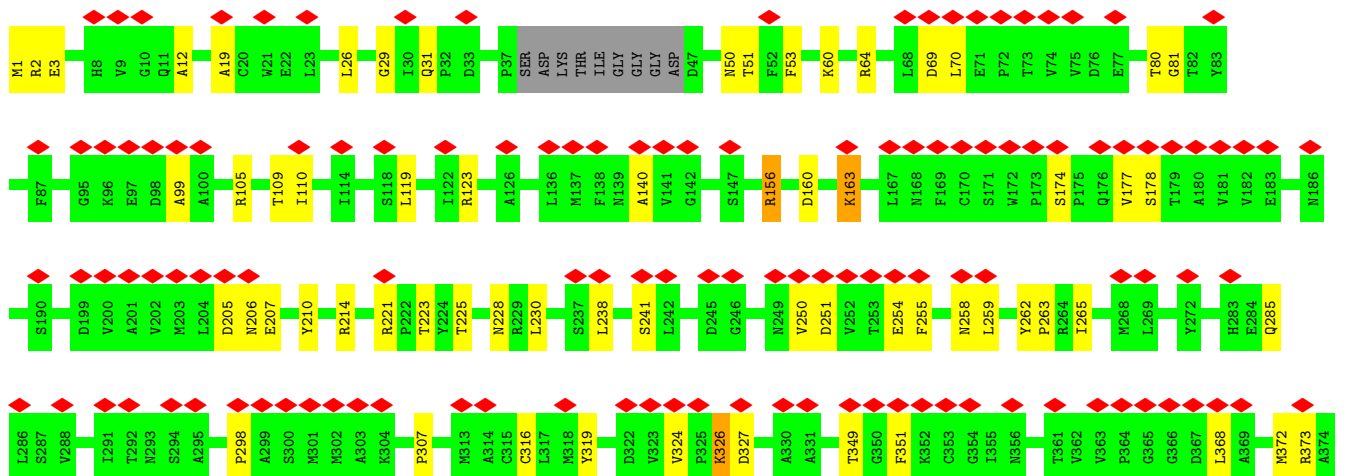 M1 R2 E3 H8 V9 G10 Q11 A12 A19 C20 W21 E22 L23 L26 G29 I30 Q31 P32 D33 P37 SER ASP LYS THR ILE GLY GLY GLY ASP D47 N50 T51 F52 F53 K60 R64 L68 D69 L70 E71 P72 T73 V74 V75 D76 E77 T80 G81 T82 Y83
F87 G95 K96 E97 D98 A99 A100 R105 T109 I110 I114 S118 L119 I122 R123 A126 L136 M137 F138 N139 A140 V141 G142 S147 R156 D160 K163 L167 N168 F169 C170 S171 W172 P173 S174 P175 Q176 V177 S178 T179 A180 V181 V182 E183 N186
S190 D199 V200 A201 V202 M203 L204 D205 N206 E207 Y210 R214 R221 P222 T223 Y224 T225 N228 R229 L230 S237 L238 S241 L242 D245 G246 N249 V250 D251 V252 T253 E254 F255 N258 L259 Y262 P263 R264 I265 M268 L269 Y272 H283 E284 Q285
L286 S287 V288 I291 T292 N293 S294 A295 P298 A299 S300 M301 M302 A303 K304 P307 M313 A314 C315 C316 L317 M318 Y319 D322 V323 V324 P325 K326 D327 A330 A331 T349 G350 F351 K352 C353 G354 I355 N356 T361 V362 V363 P364 G365 G366 D367 L368 A369 M372 R373 A374